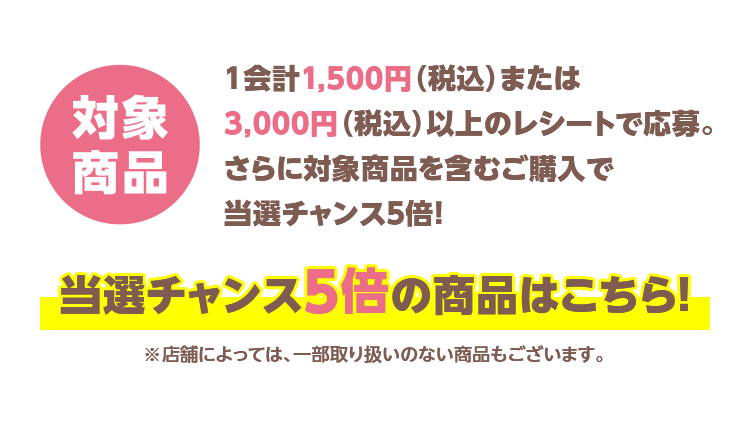 対象
商品
1会計1,500円(税込)または
3,000円(税込)以上のレシートで応募。
さらに対象商品を含むご購入で
当選チャンス5倍!
当選チャンス5倍の商品はこちら!
※店舗によっては、一部取り扱いのない商品もございます。